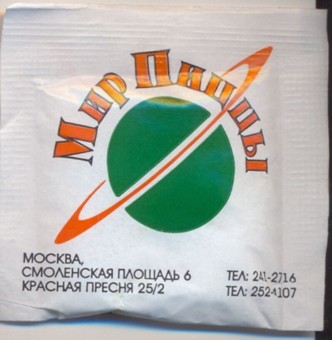 Мир Пиццы
МОСКВА,
СМОЛЕНСКАЯ ПЛОЩАДЬ 6
КРАСНАЯ ПРЕСНЯ 25/2
ТЕЛ: 241-2716
ТЕЛ: 2524107